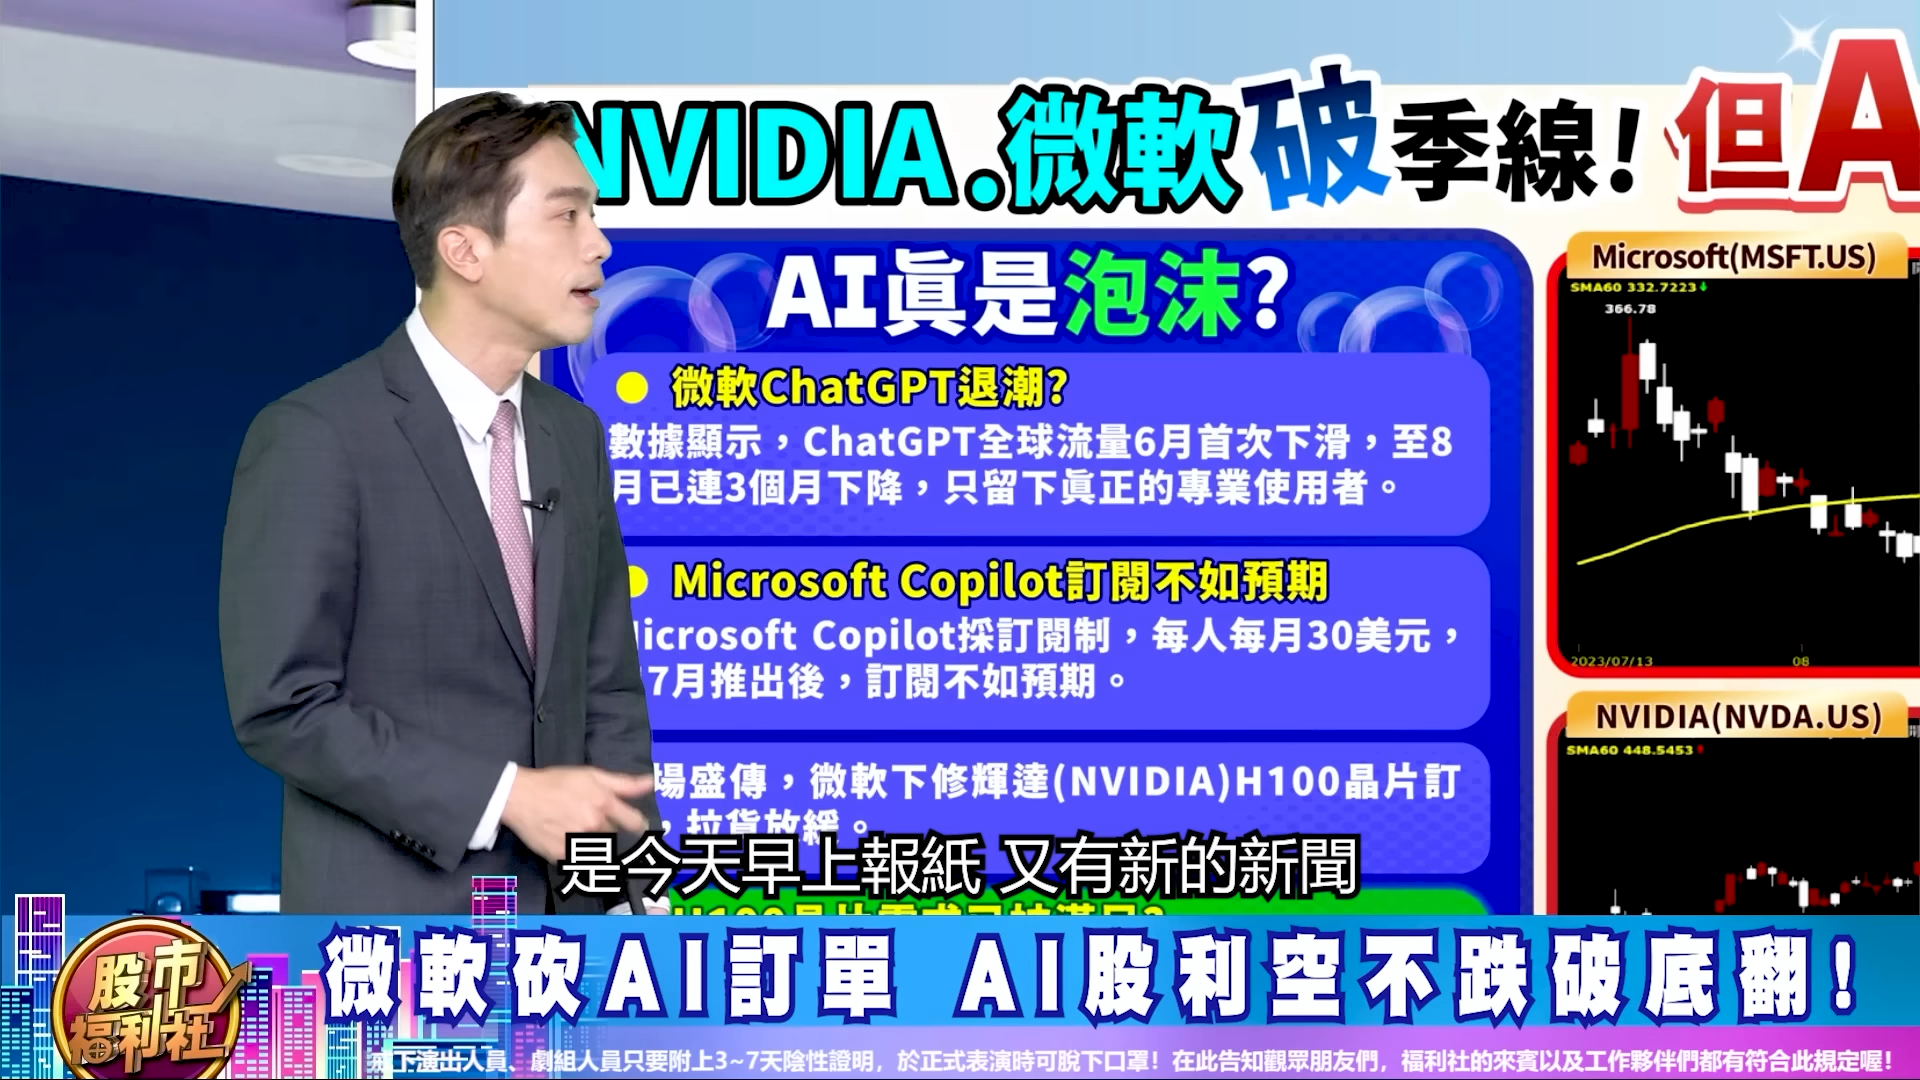 NVIDIA.微軟破季線!但A
AI真是泡沫?
● 微軟ChatGPT退潮?
數據顯示，ChatGPT全球流量6月首次下滑，至8
月已連3個月下降，只留下真正的專業使用者。
Microsoft Copilot訂閱不如預期
Microsoft Copilot採訂閱制，每人每月30美元，
7月推出後，訂閱不如預期。
場盛傳，微軟下修輝達(NVIDIA)H100晶片訂
，拉貨放緩。
Microsoft(MSFT.US)
SMA60 332.7223↓
366.78
2023/07/13 08
NVIDIA(NVDA.US)
SMA60 448.5453↑
是今天早上報紙 又有新的新聞
微軟砍AI訂單 AI股利空不跌破底翻!
股市
福利社
下演出人員、劇組人員只要附上3~7天陰性證明，於正式表演時可脫下口罩！在此告知觀眾朋友們，福利社的來賓以及工作夥伴們都有符合此規定喔！